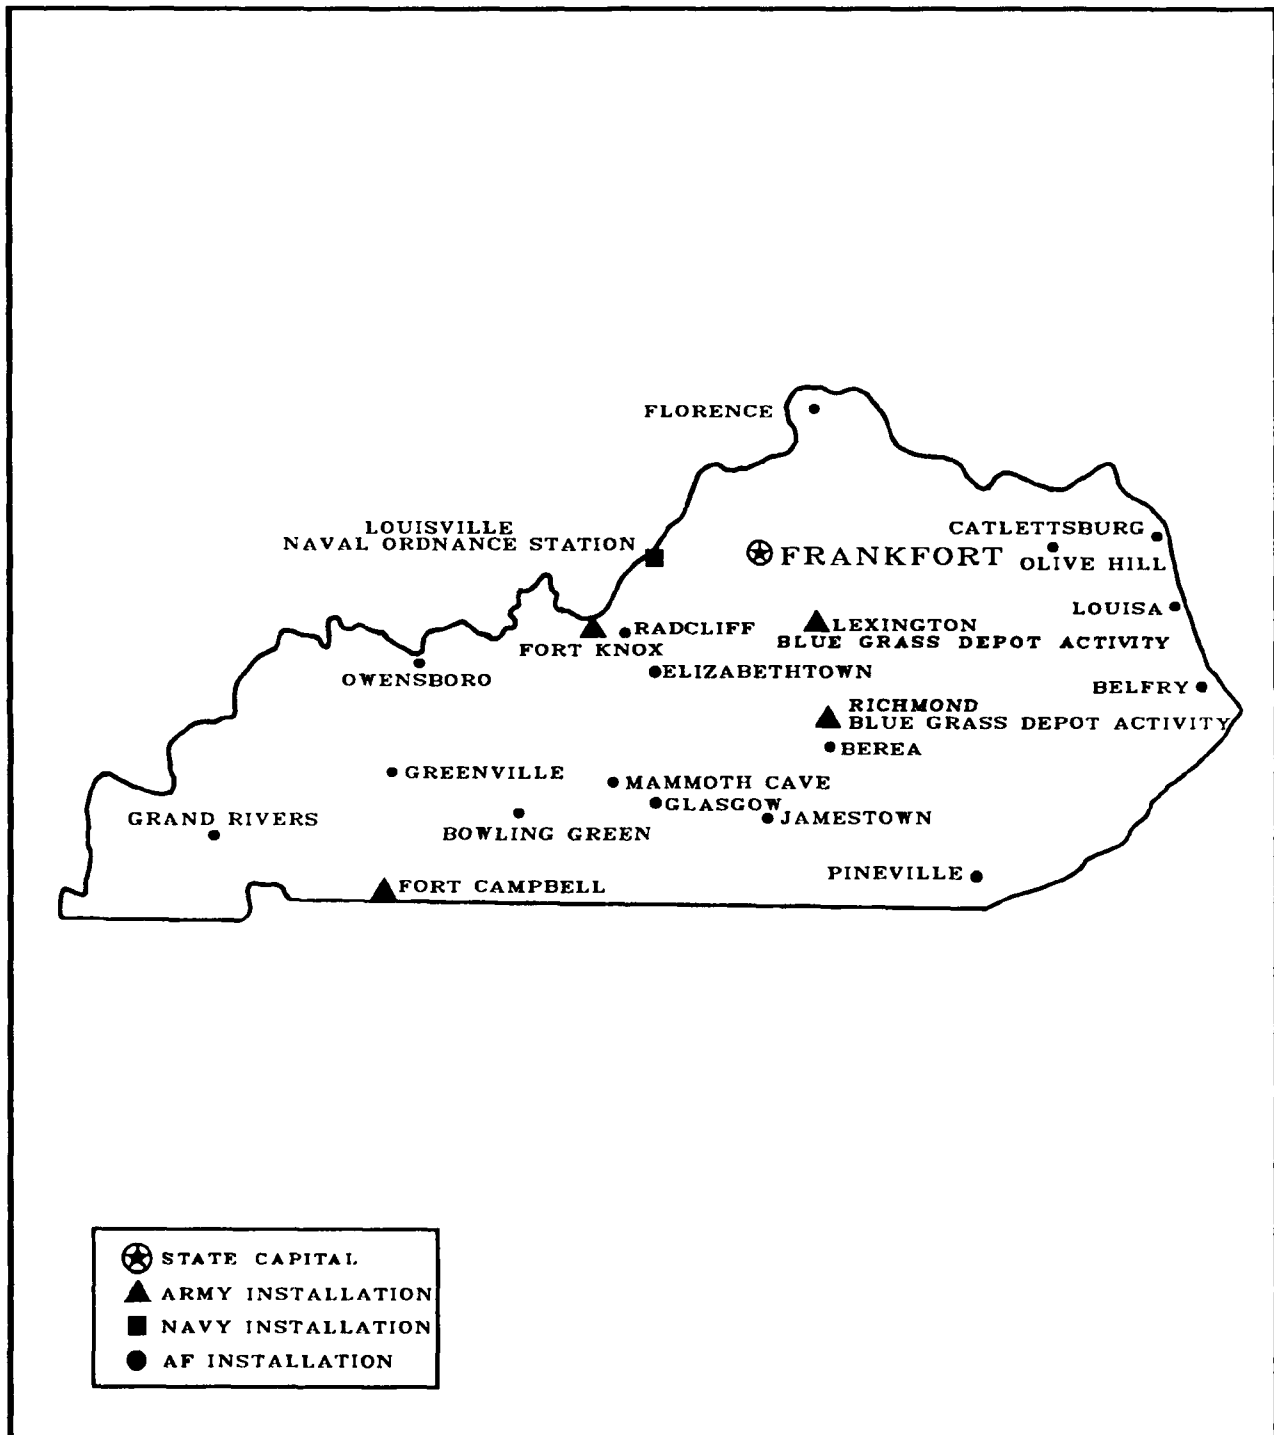 FLORENCE
LOUISVILLE
NAVAL ORDNANCE STATION
FRANKFORT
CATLETTSBURG
OLIVE HILL
LOUISA
RADCLIFF
FORT KNOX
LEXINGTON
BLUE GRASS DEPOT ACTIVITY
ELIZABETHTOWN
OWENSBORO
BELFRY
RICHMOND
BLUE GRASS DEPOT ACTIVITY
BEREA
GREENVILLE
MAMMOTH CAVE
GLASGOW
GRAND RIVERS
JAMESTOWN
BOWLING GREEN
PINEVILLE
FORT CAMPBELL
STATE CAPITAL
ARMY INSTALLATION
NAVY INSTALLATION
AF INSTALLATION